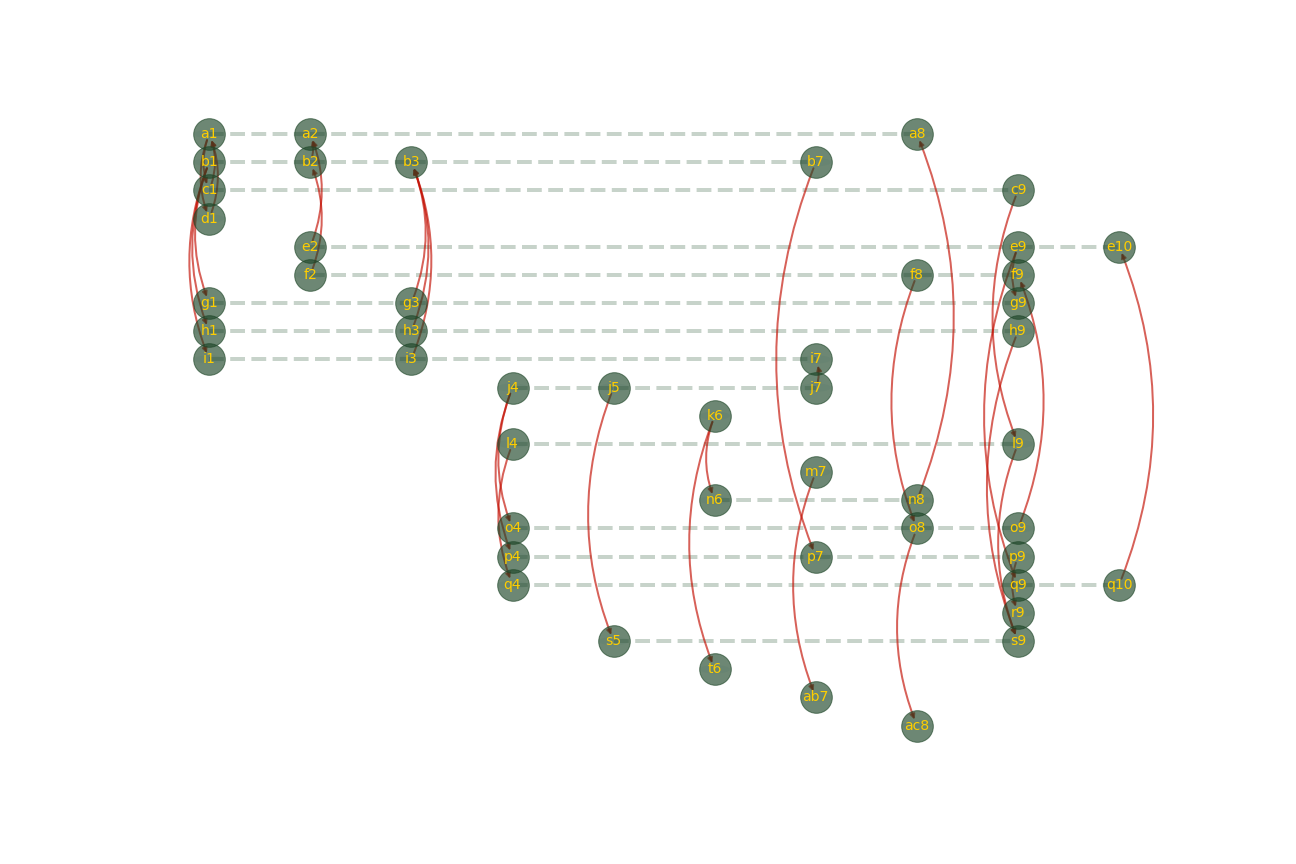 a1 a2 a8
b1 b2 b3 b7
c1 c9
d1
e2 e9 e10
f2 f8 f9
g1 g3 g9
h1 h3 h9
i1 i3 i7
j4 j5 j7
k6
l4 l9
m7
n6 n8
o4 o8 o9
p4 p7 p9
q4 q9 q10
r9
s5 s9
t6
ab7
ac8